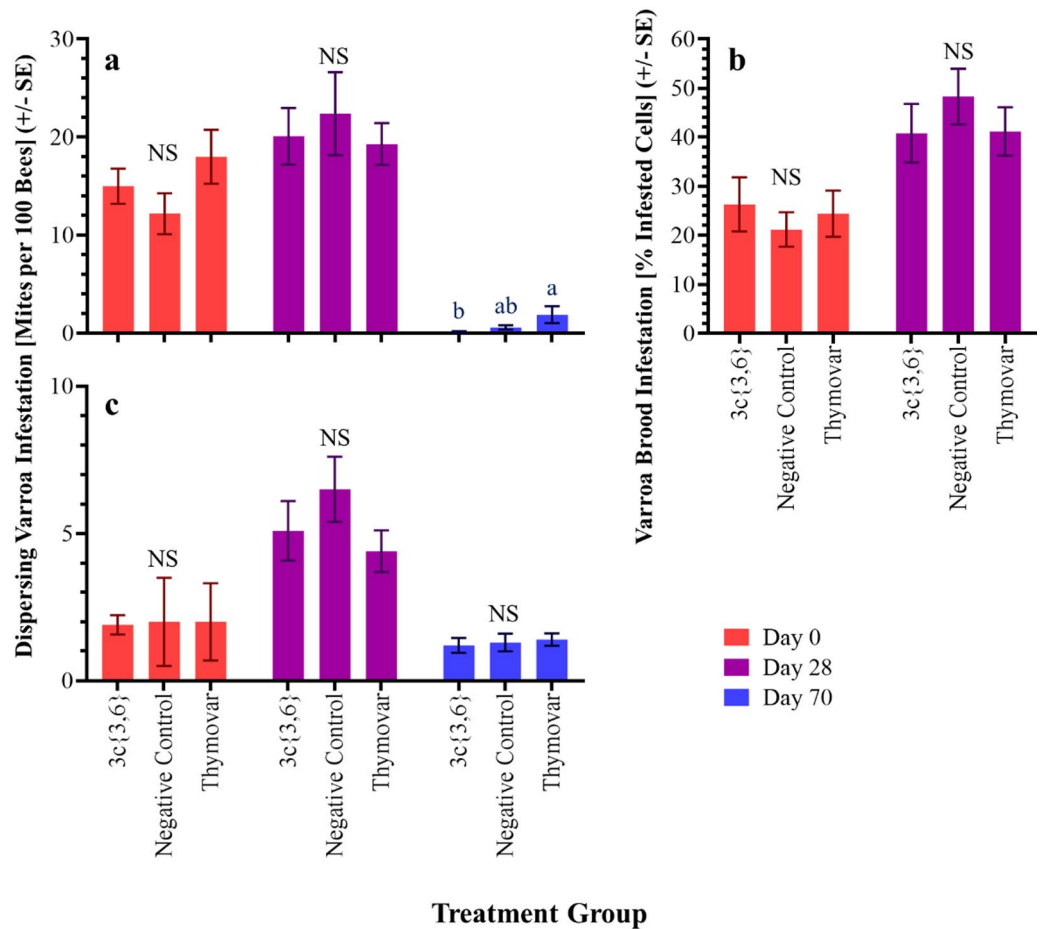 Dispersing Varroa Infestation [Mites per 100 Bees] (+/- SE)
a
30
20
10
0
NS
NS
b
ab
a
Varroa Brood Infestation [% Infested Cells] (+/- SE)
b
60
50
40
30
20
10
0
NS
NS
3c{3,6}
Negative Control
Thymovar
3c{3,6}
Negative Control
Thymovar
c
10
5
0
NS
NS
NS
3c{3,6}
Negative Control
Thymovar
3c{3,6}
Negative Control
Thymovar
3c{3,6}
Negative Control
Thymovar
Day 0
Day 28
Day 70
Treatment Group